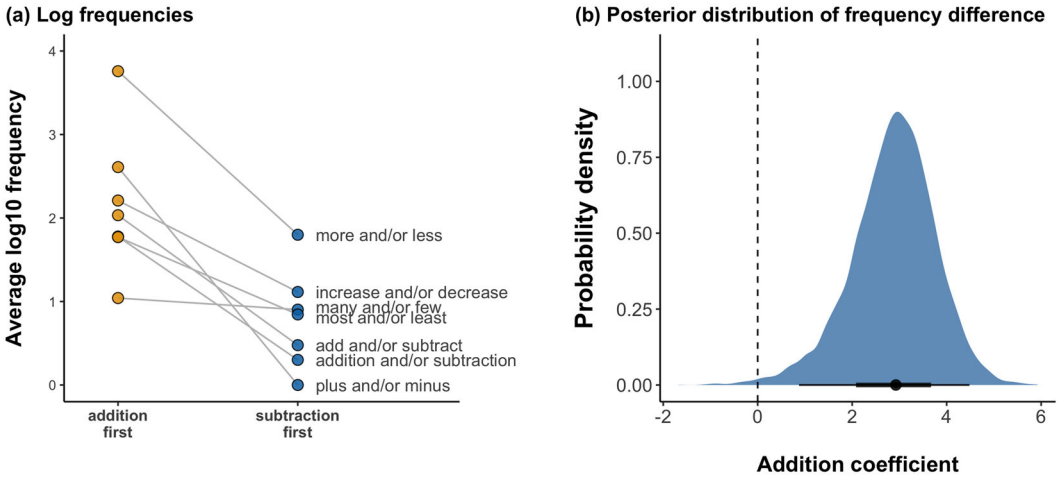 (a) Log frequencies
Average log10 frequency
4
3
2
1
0
more and/or less
increase and/or decrease
many and/or few
most and/or least
add and/or subtract
addition and/or subtraction
plus and/or minus
addition
first
subtraction
first
(b) Posterior distribution of frequency difference
Probability density
1.00
0.75
0.50
0.25
0.00
-2
0
2
4
6
Addition coefficient